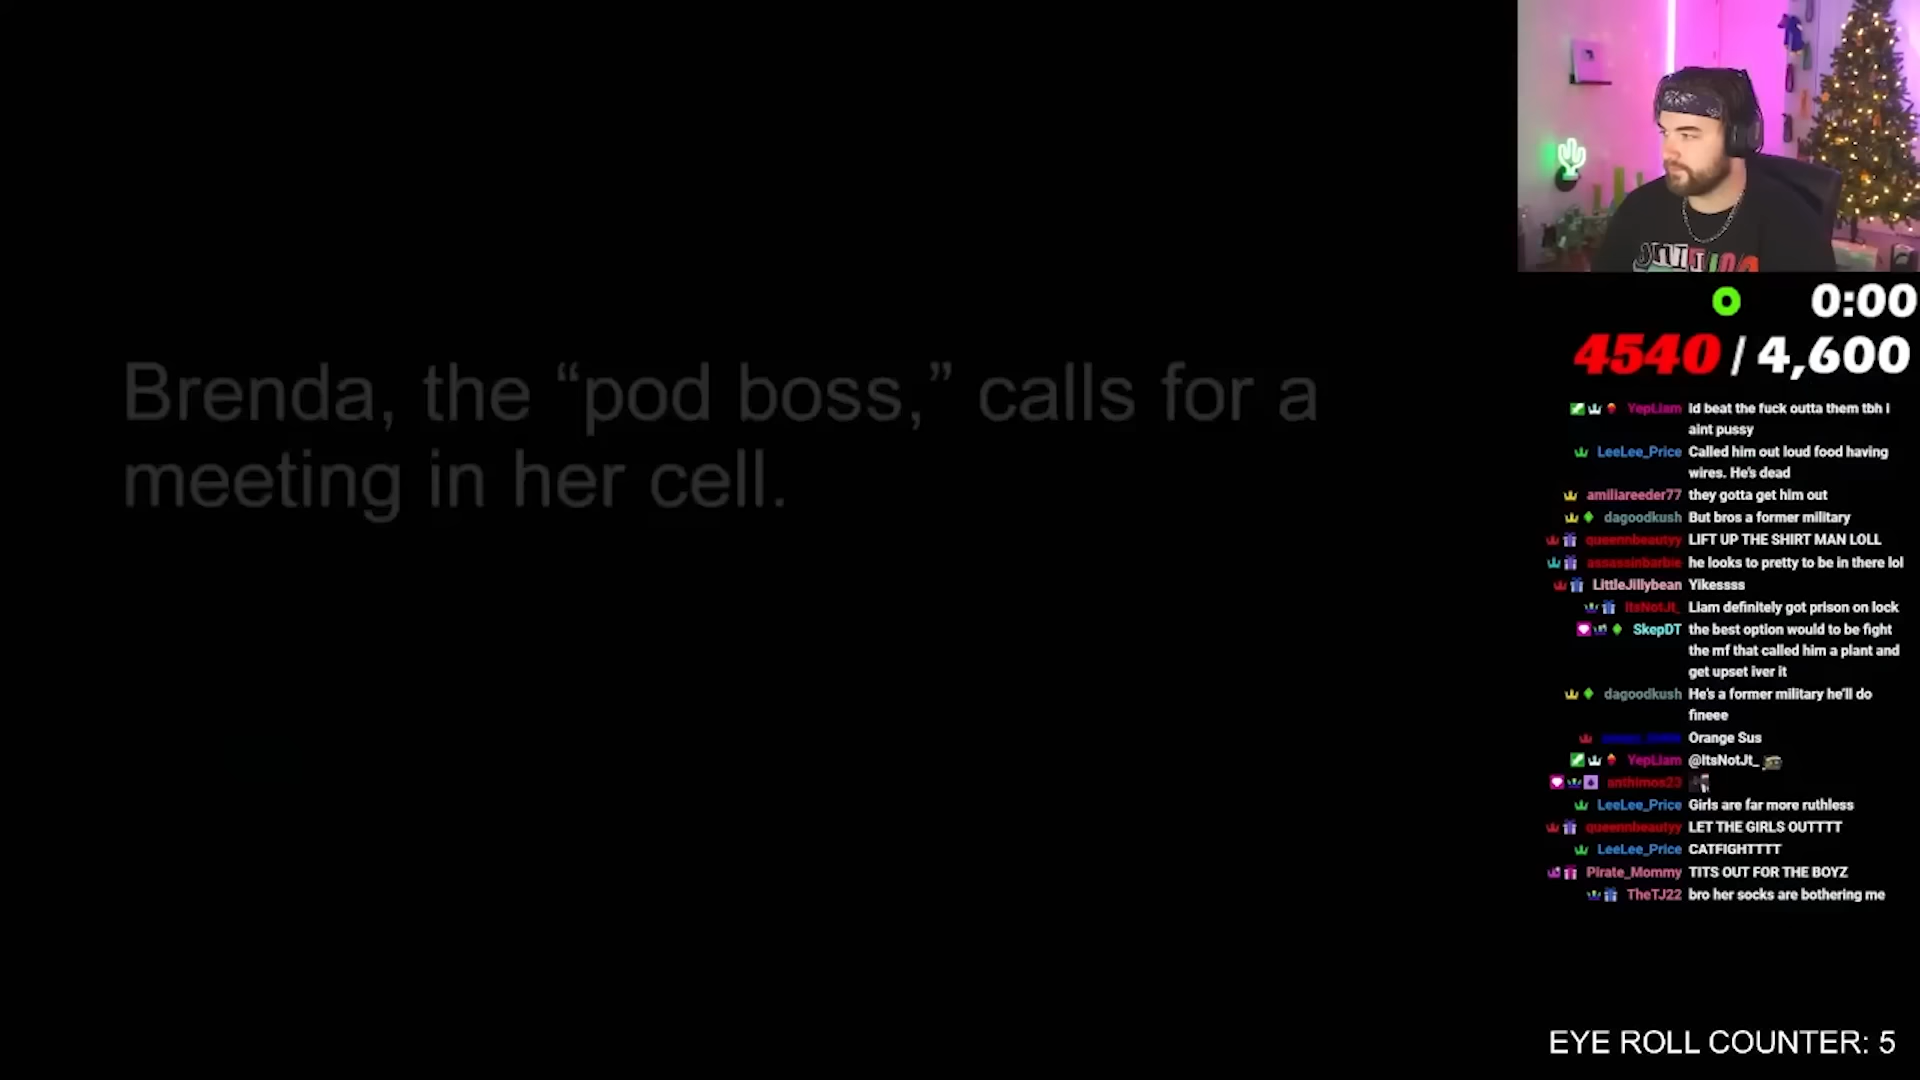 Brenda, the “pod boss,” calls for a
meeting in her cell.
0:00
4540 / 4,600
YepLiam Id beat the fuck outta them tbh I
aint pussy
LeeLee_Price Called him out loud food having
wires. He's dead
amiliareeder77 they gotta get him out
dagoodkush But bros a former military
queennbeautyy LIFT UP THE SHIRT MAN LOLL
assassinbarbie he looks to pretty to be in there lol
LittleJillybean Yikessss
ItsNotJt_ Liam definitely got prison on lock
SkepDT the best option would to be fight
the mf that called him a plant and
get upset iver it
dagoodkush He's a former military he'll do
fineee
Orange Sus
YepLiam @ItsNotJt_
anthimos23
LeeLee_Price Girls are far more ruthless
queennbeautyy LET THE GIRLS OUTTTT
LeeLee_Price CATFIGHTTTT
Pirate_Mommy TITS OUT FOR THE BOYZ
TheTJ22 bro her socks are bothering me
EYE ROLL COUNTER: 5